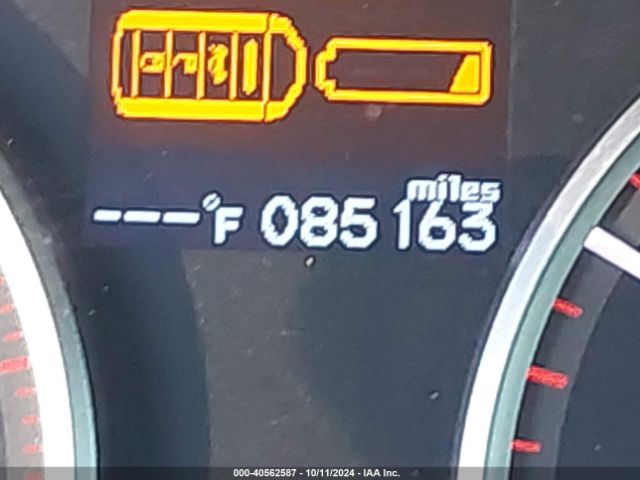 miles
---°F 085163
000-40562587 - 10/11/2024 - IAA Inc.